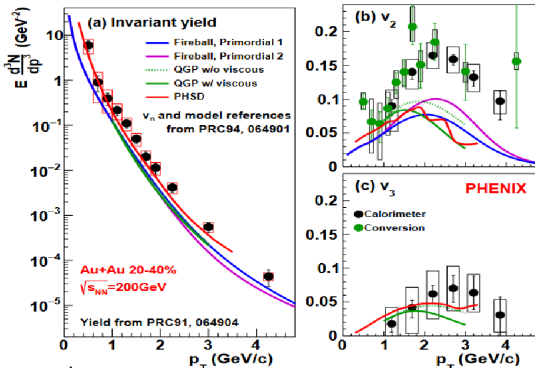 (a) Invariant yield
E d³N/dp³ (GeV⁻²)
Fireball, Primordial 1
Fireball, Primordial 2
QGP w/o viscous
QGP w/ viscous
PHSD
vₙ and model references
from PRC94, 064901
10
1
10⁻¹
10⁻²
10⁻³
10⁻⁴
10⁻⁵
Au+Au 20-40%
√sNN=200GeV
Yield from PRC91, 064904
0 1 2 3 4
pT (GeV/c)
(b) v₂
0.2
0.15
0.1
0.05
0
(c) v₃
PHENIX
Calorimeter
Conversion
0.2
0.15
0.1
0.05
0
0 1 2 3 4
pT (GeV/c)